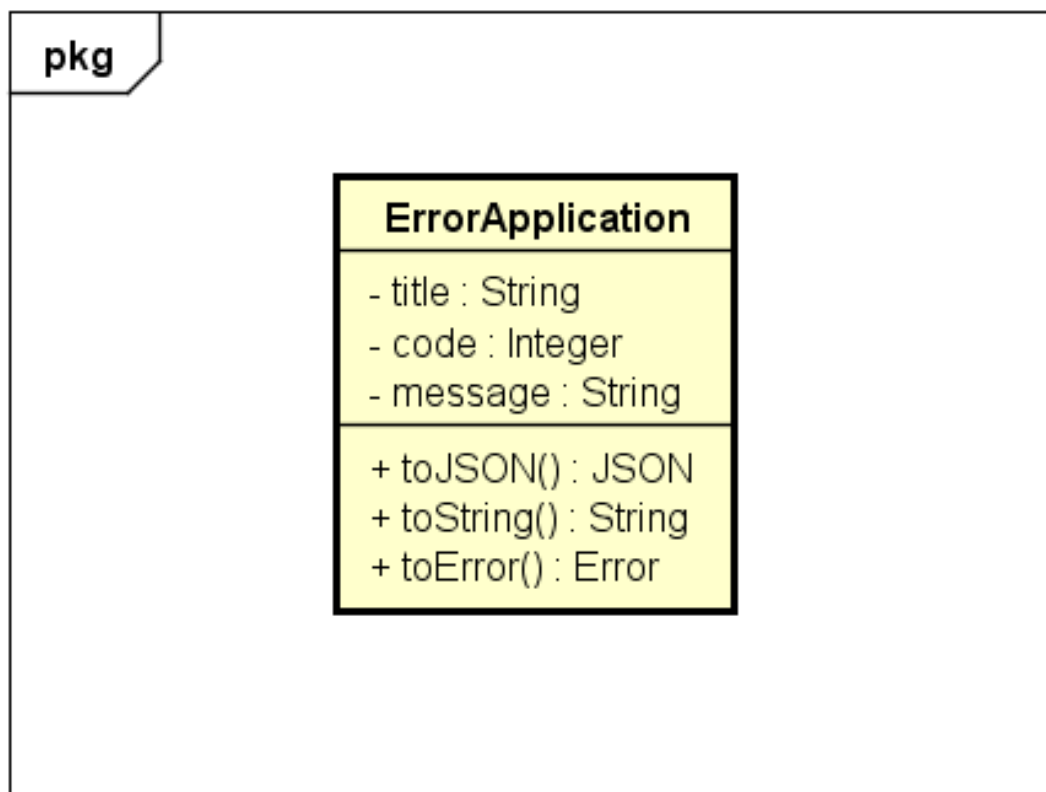 pkg
ErrorApplication
- title : String
- code : Integer
- message : String
+ toJSON() : JSON
+ toString() : String
+ toError() : Error